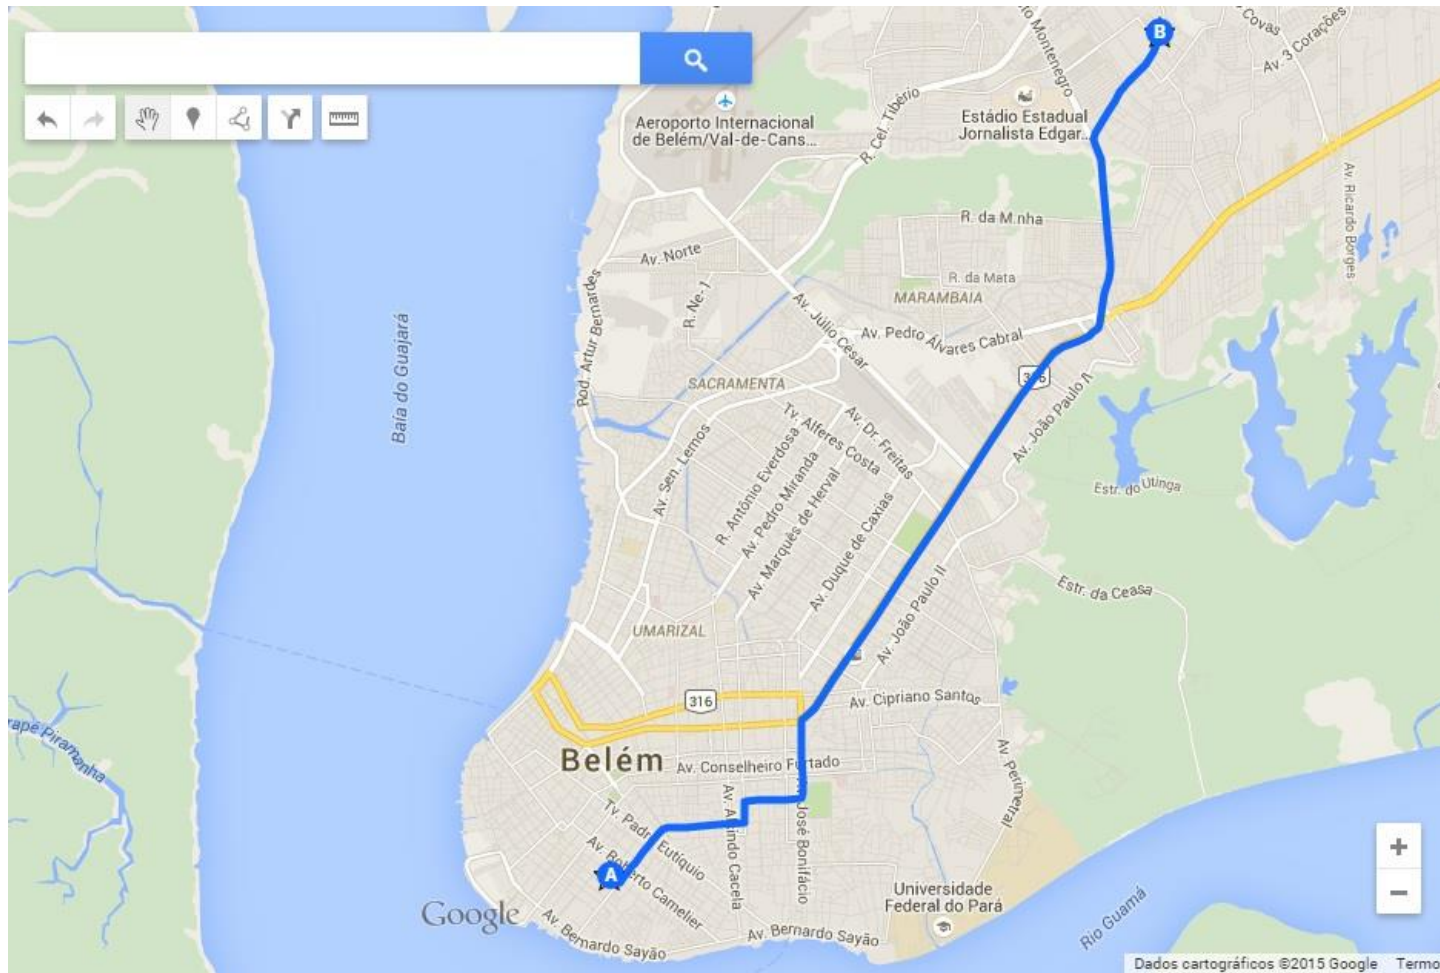 B
Covas
Av. 3 Corações
Montenegro
Aeroporto Internacional
de Belém/Val-de-Cans...
R. Cel. Tibério
Estádio Estadual
Jornalista Edgar...
Av. Ricardo Borges
R. da M nha
Av. Norte
R. da Mata
R. Ne-1
MARAMBAIA
Av. Júlio César
Rod. Artur Bernardes
Av. Pedro Álvares Cabral
Baía do Guajará
SACRAMENTA
316
Av. João Paulo II
Tv. Alferes Costa
Av. Dr. Freitas
Av. Sen. Lemos
R. Antônio Everdosa
Av. Pedro Miranda
Av. Marquês de Herval
Av. Duque de Caxias
Estr. do Utinga
Av. João Paulo II
Estr. da Ceasa
UMARIZAL
316
Av. Cipriano Santos
Belém
Av. Conselheiro Furtado
Av. Perimetral
Tv. Padre Eutíquio
Av. Alcindo Cacela
José Bonifácio
Av. Roberto Camelier
A
Google
Universidade
Federal do Pará
Av. Bernardo Sayão
Av. Bernardo Sayão
Rio Guamá
+
−
Dados cartográficos ©2015 Google Termo